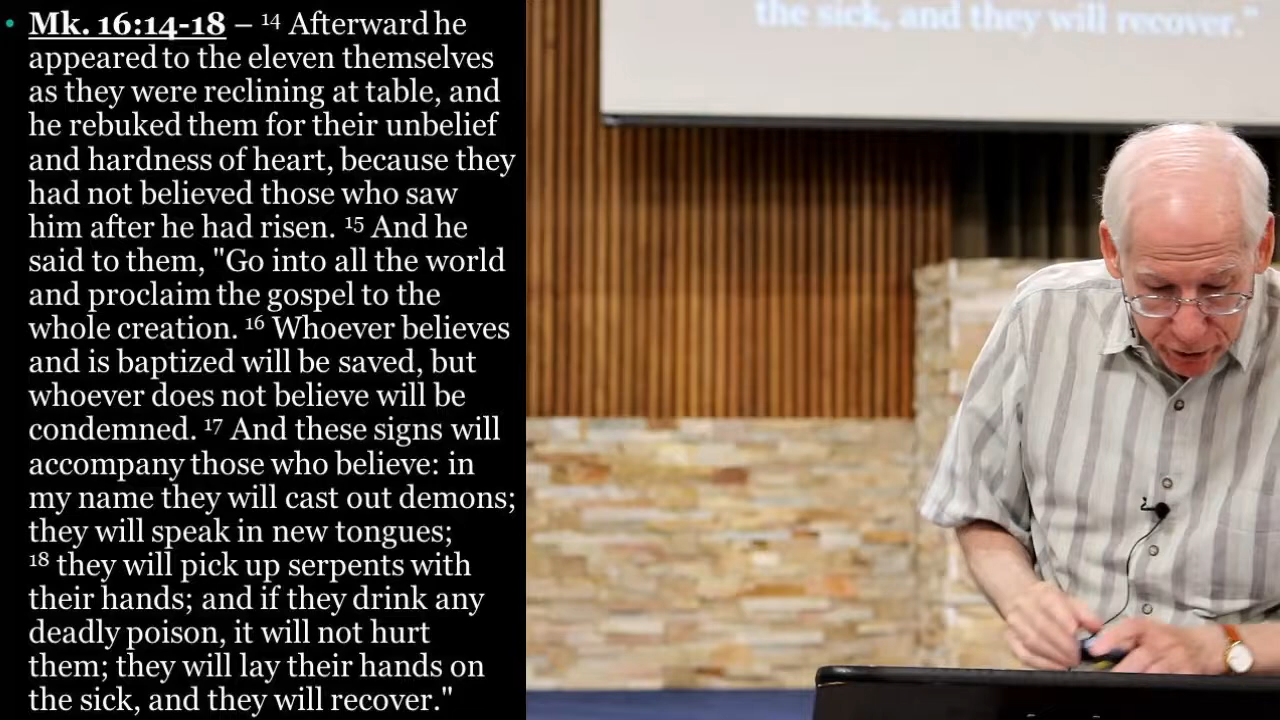 • Mk. 16:14-18 – 14 Afterward he
appeared to the eleven themselves
as they were reclining at table, and
he rebuked them for their unbelief
and hardness of heart, because they
had not believed those who saw
him after he had risen. 15 And he
said to them, "Go into all the world
and proclaim the gospel to the
whole creation. 16 Whoever believes
and is baptized will be saved, but
whoever does not believe will be
condemned. 17 And these signs will
accompany those who believe: in
my name they will cast out demons;
they will speak in new tongues;
18 they will pick up serpents with
their hands; and if they drink any
deadly poison, it will not hurt
them; they will lay their hands on
the sick, and they will recover."
the sick, and they will recover."